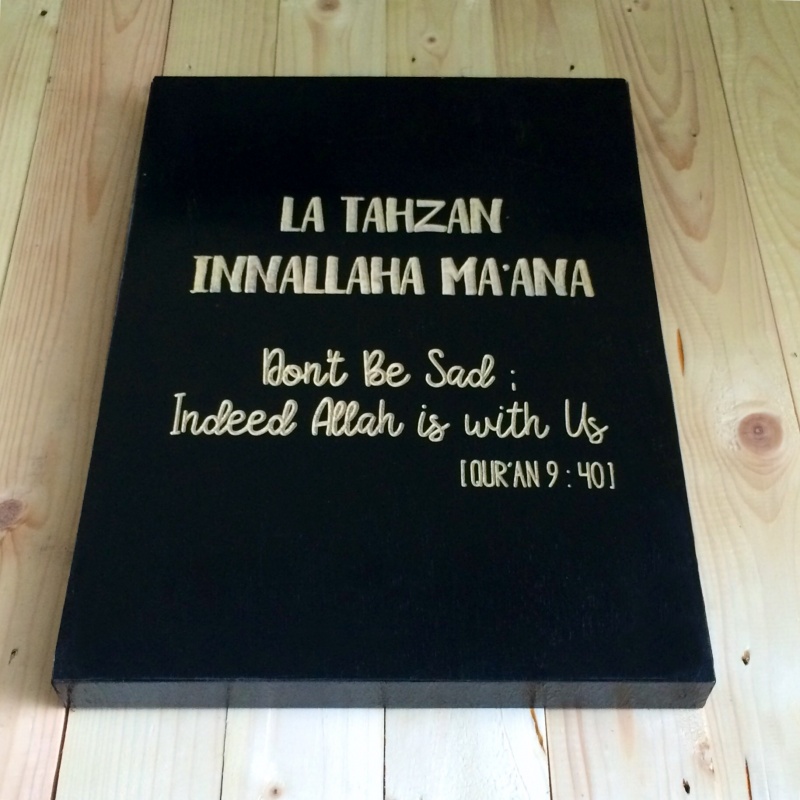 LA TAHZAN
INNALLAHA MA'ANA
Don't Be Sad ;
Indeed Allah is with Us
[QUR'AN 9 : 40]